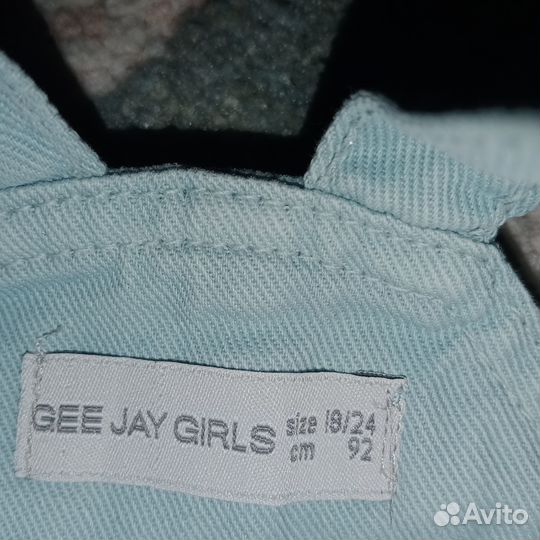 GEE JAY GIRLS size 18/24
cm 92
Avito